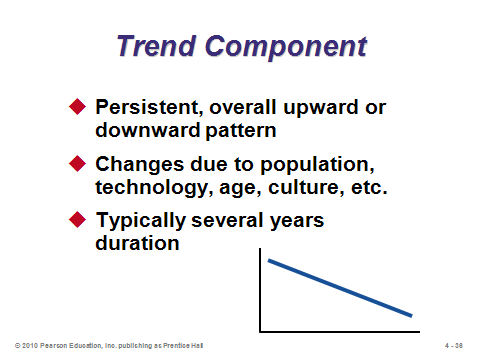 Trend Component
Persistent, overall upward or
downward pattern
Changes due to population,
technology, age, culture, etc.
Typically several years
duration
© 2010 Pearson Education, Inc. publishing as Prentice Hall
4 - 36